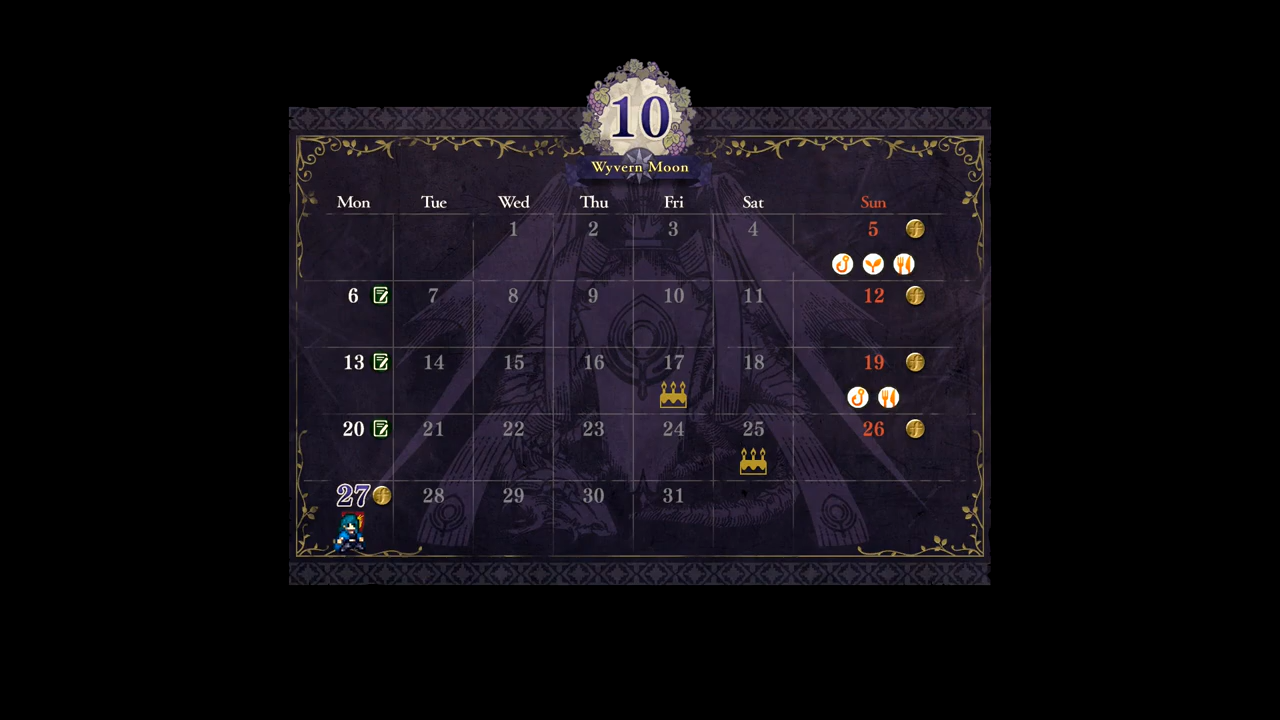 10
Wyvern Moon
Mon Tue Wed Thu Fri Sat Sun
1 2 3 4 5
6 7 8 9 10 11 12
13 14 15 16 17 18 19
20 21 22 23 24 25 26
27 28 29 30 31